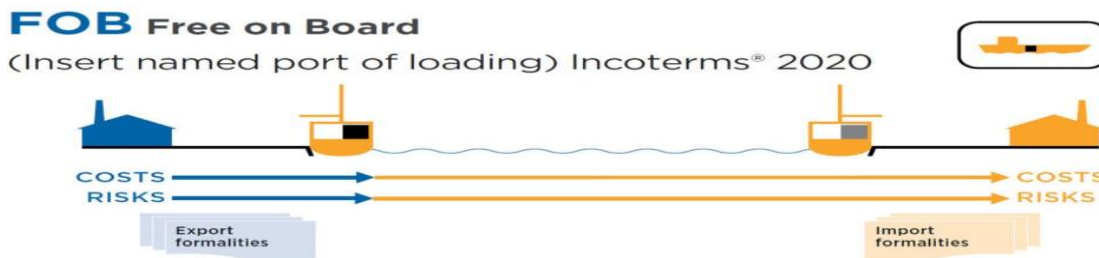 FOB Free on Board
(Insert named port of loading) Incoterms® 2020
COSTS COSTS
RISKS RISKS
Export
formalities
Import
formalities